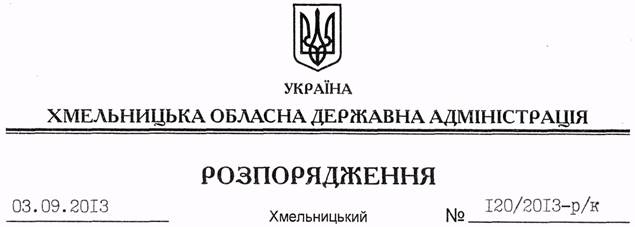 УКРАЇНА
ХМЕЛЬНИЦЬКА ОБЛАСНА ДЕРЖАВНА АДМІНІСТРАЦІЯ
РОЗПОРЯДЖЕННЯ
03.09.2013 Хмельницький № 120/2013-р/к